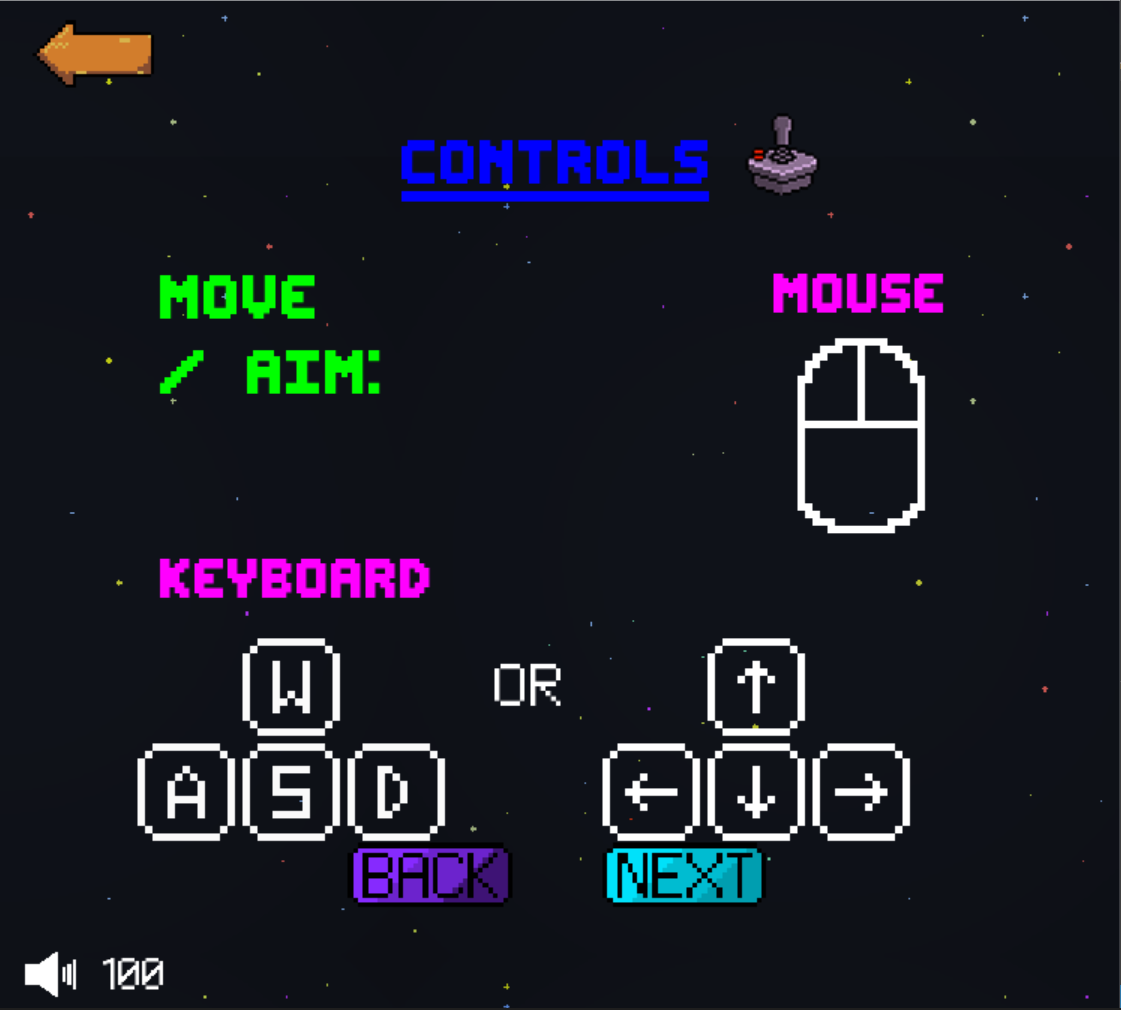 CONTROLS
MOVE
/ AIM:
MOUSE
KEYBOARD
W
OR
↑
A S D
← ↓ →
BACK
NEXT
100